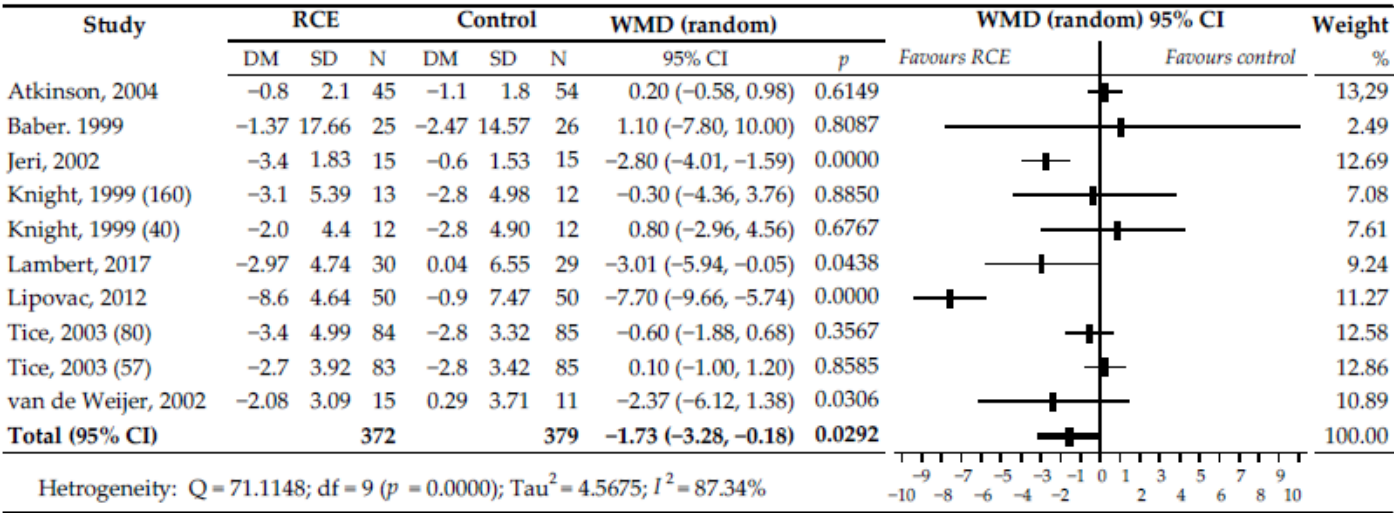 Study RCE Control WMD (random) WMD (random) 95% CI Weight
DM SD N DM SD N 95% CI p Favours RCE Favours control %
Atkinson, 2004 −0.8 2.1 45 −1.1 1.8 54 0.20 (−0.58, 0.98) 0.6149 13,29
Baber. 1999 −1.37 17.66 25 −2.47 14.57 26 1.10 (−7.80, 10.00) 0.8087 2.49
Jeri, 2002 −3.4 1.83 15 −0.6 1.53 15 −2.80 (−4.01, −1.59) 0.0000 12.69
Knight, 1999 (160) −3.1 5.39 13 −2.8 4.98 12 −0.30 (−4.36, 3.76) 0.8850 7.08
Knight, 1999 (40) −2.0 4.4 12 −2.8 4.90 12 0.80 (−2.96, 4.56) 0.6767 7.61
Lambert, 2017 −2.97 4.74 30 0.04 6.55 29 −3.01 (−5.94, −0.05) 0.0438 9.24
Lipovac, 2012 −8.6 4.64 50 −0.9 7.47 50 −7.70 (−9.66, −5.74) 0.0000 11.27
Tice, 2003 (80) −3.4 4.99 84 −2.8 3.32 85 −0.60 (−1.88, 0.68) 0.3567 12.58
Tice, 2003 (57) −2.7 3.92 83 −2.8 3.42 85 0.10 (−1.00, 1.20) 0.8585 12.86
van de Weijer, 2002 −2.08 3.09 15 0.29 3.71 11 −2.37 (−6.12, 1.38) 0.0306 10.89
Total (95% CI) 372 379 −1.73 (−3.28, −0.18) 0.0292 100.00
−9 −7 −5 −3 −1 0 1 3 5 7 9
Hetrogeneity: Q = 71.1148; df = 9 (p = 0.0000); Tau² = 4.5675; I² = 87.34%
−10 −8 −6 −4 −2 2 4 6 8 10